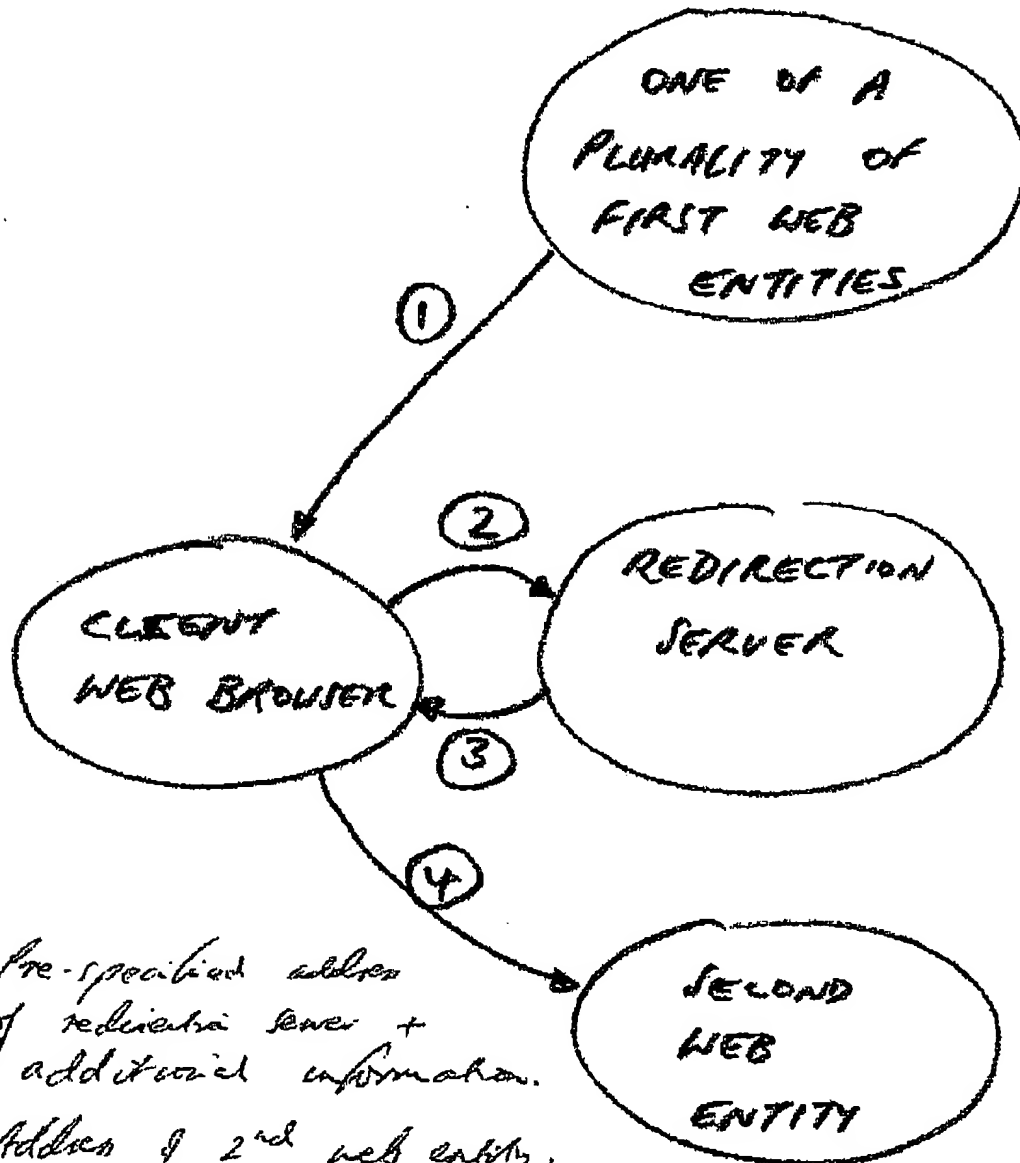 ONE OF A
PLURALITY OF
FIRST WEB
ENTITIES
1
2
REDIRECTION
SERVER
CLIENT
WEB BROWSER
3
4
Pre-specified address
of redirection server +
additional information.
Address of 2nd web entity.
SECOND
WEB
ENTITY